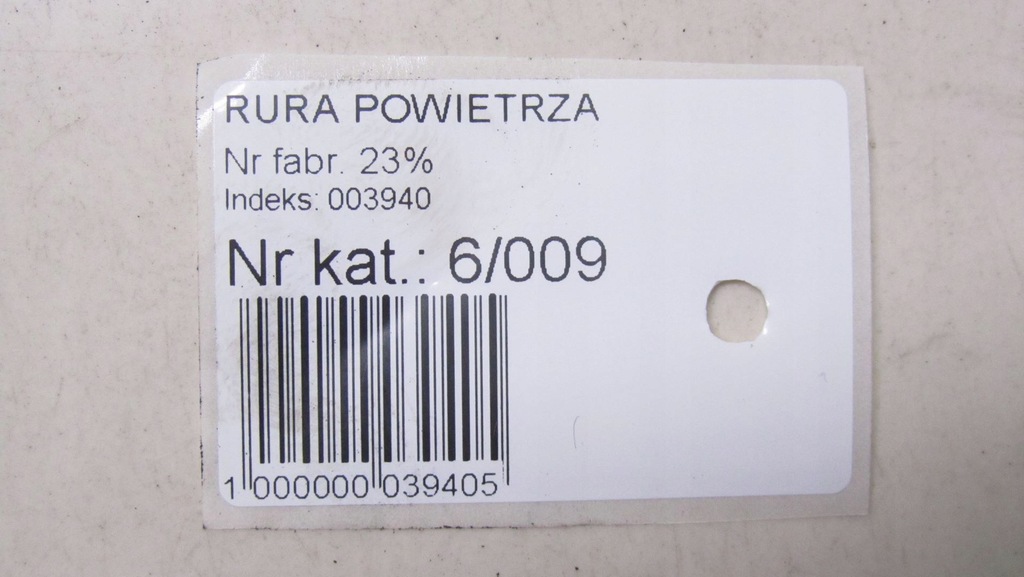 RURA POWIETRZA
Nr fabr. 23%
Indeks: 003940
Nr kat.: 6/009
1 000000 039405